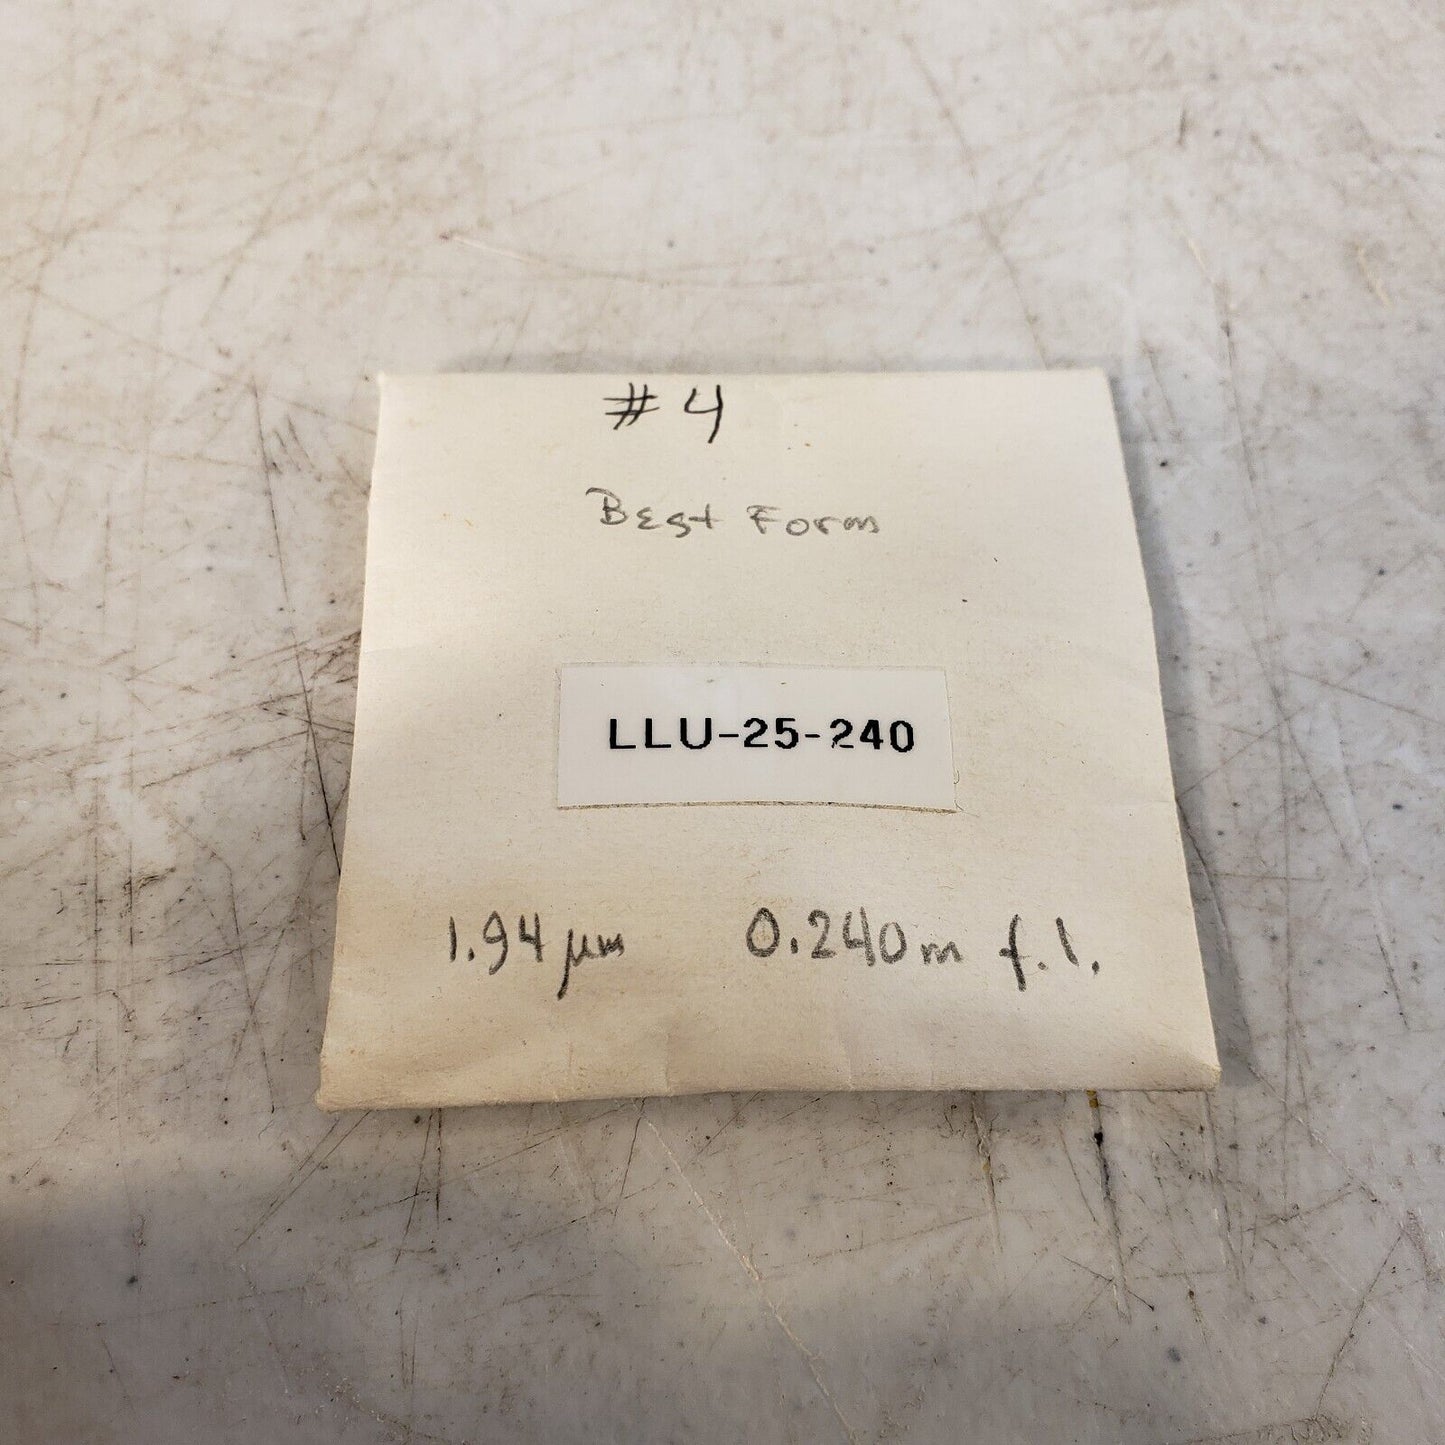 #4
Best Form
LLU-25-240
1.94 μm 0.240m f.l.